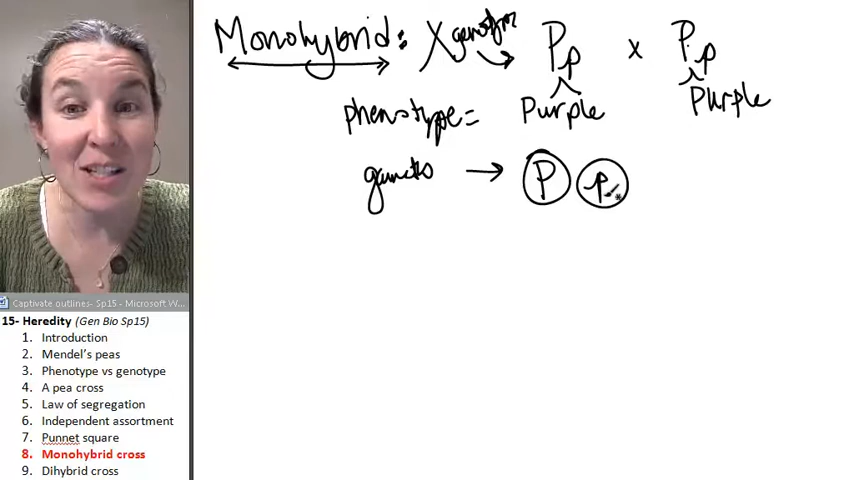 Monohybrid: X Pp x Pp
phenotype= Purple Purple
→ P p
Captivate outlines- Sp15 - Microsoft W...
15- Heredity (Gen Bio Sp15)
1. Introduction
2. Mendel's peas
3. Phenotype vs genotype
4. A pea cross
5. Law of segregation
6. Independent assortment
7. Punnet square
8. Monohybrid cross
9. Dihybrid cross